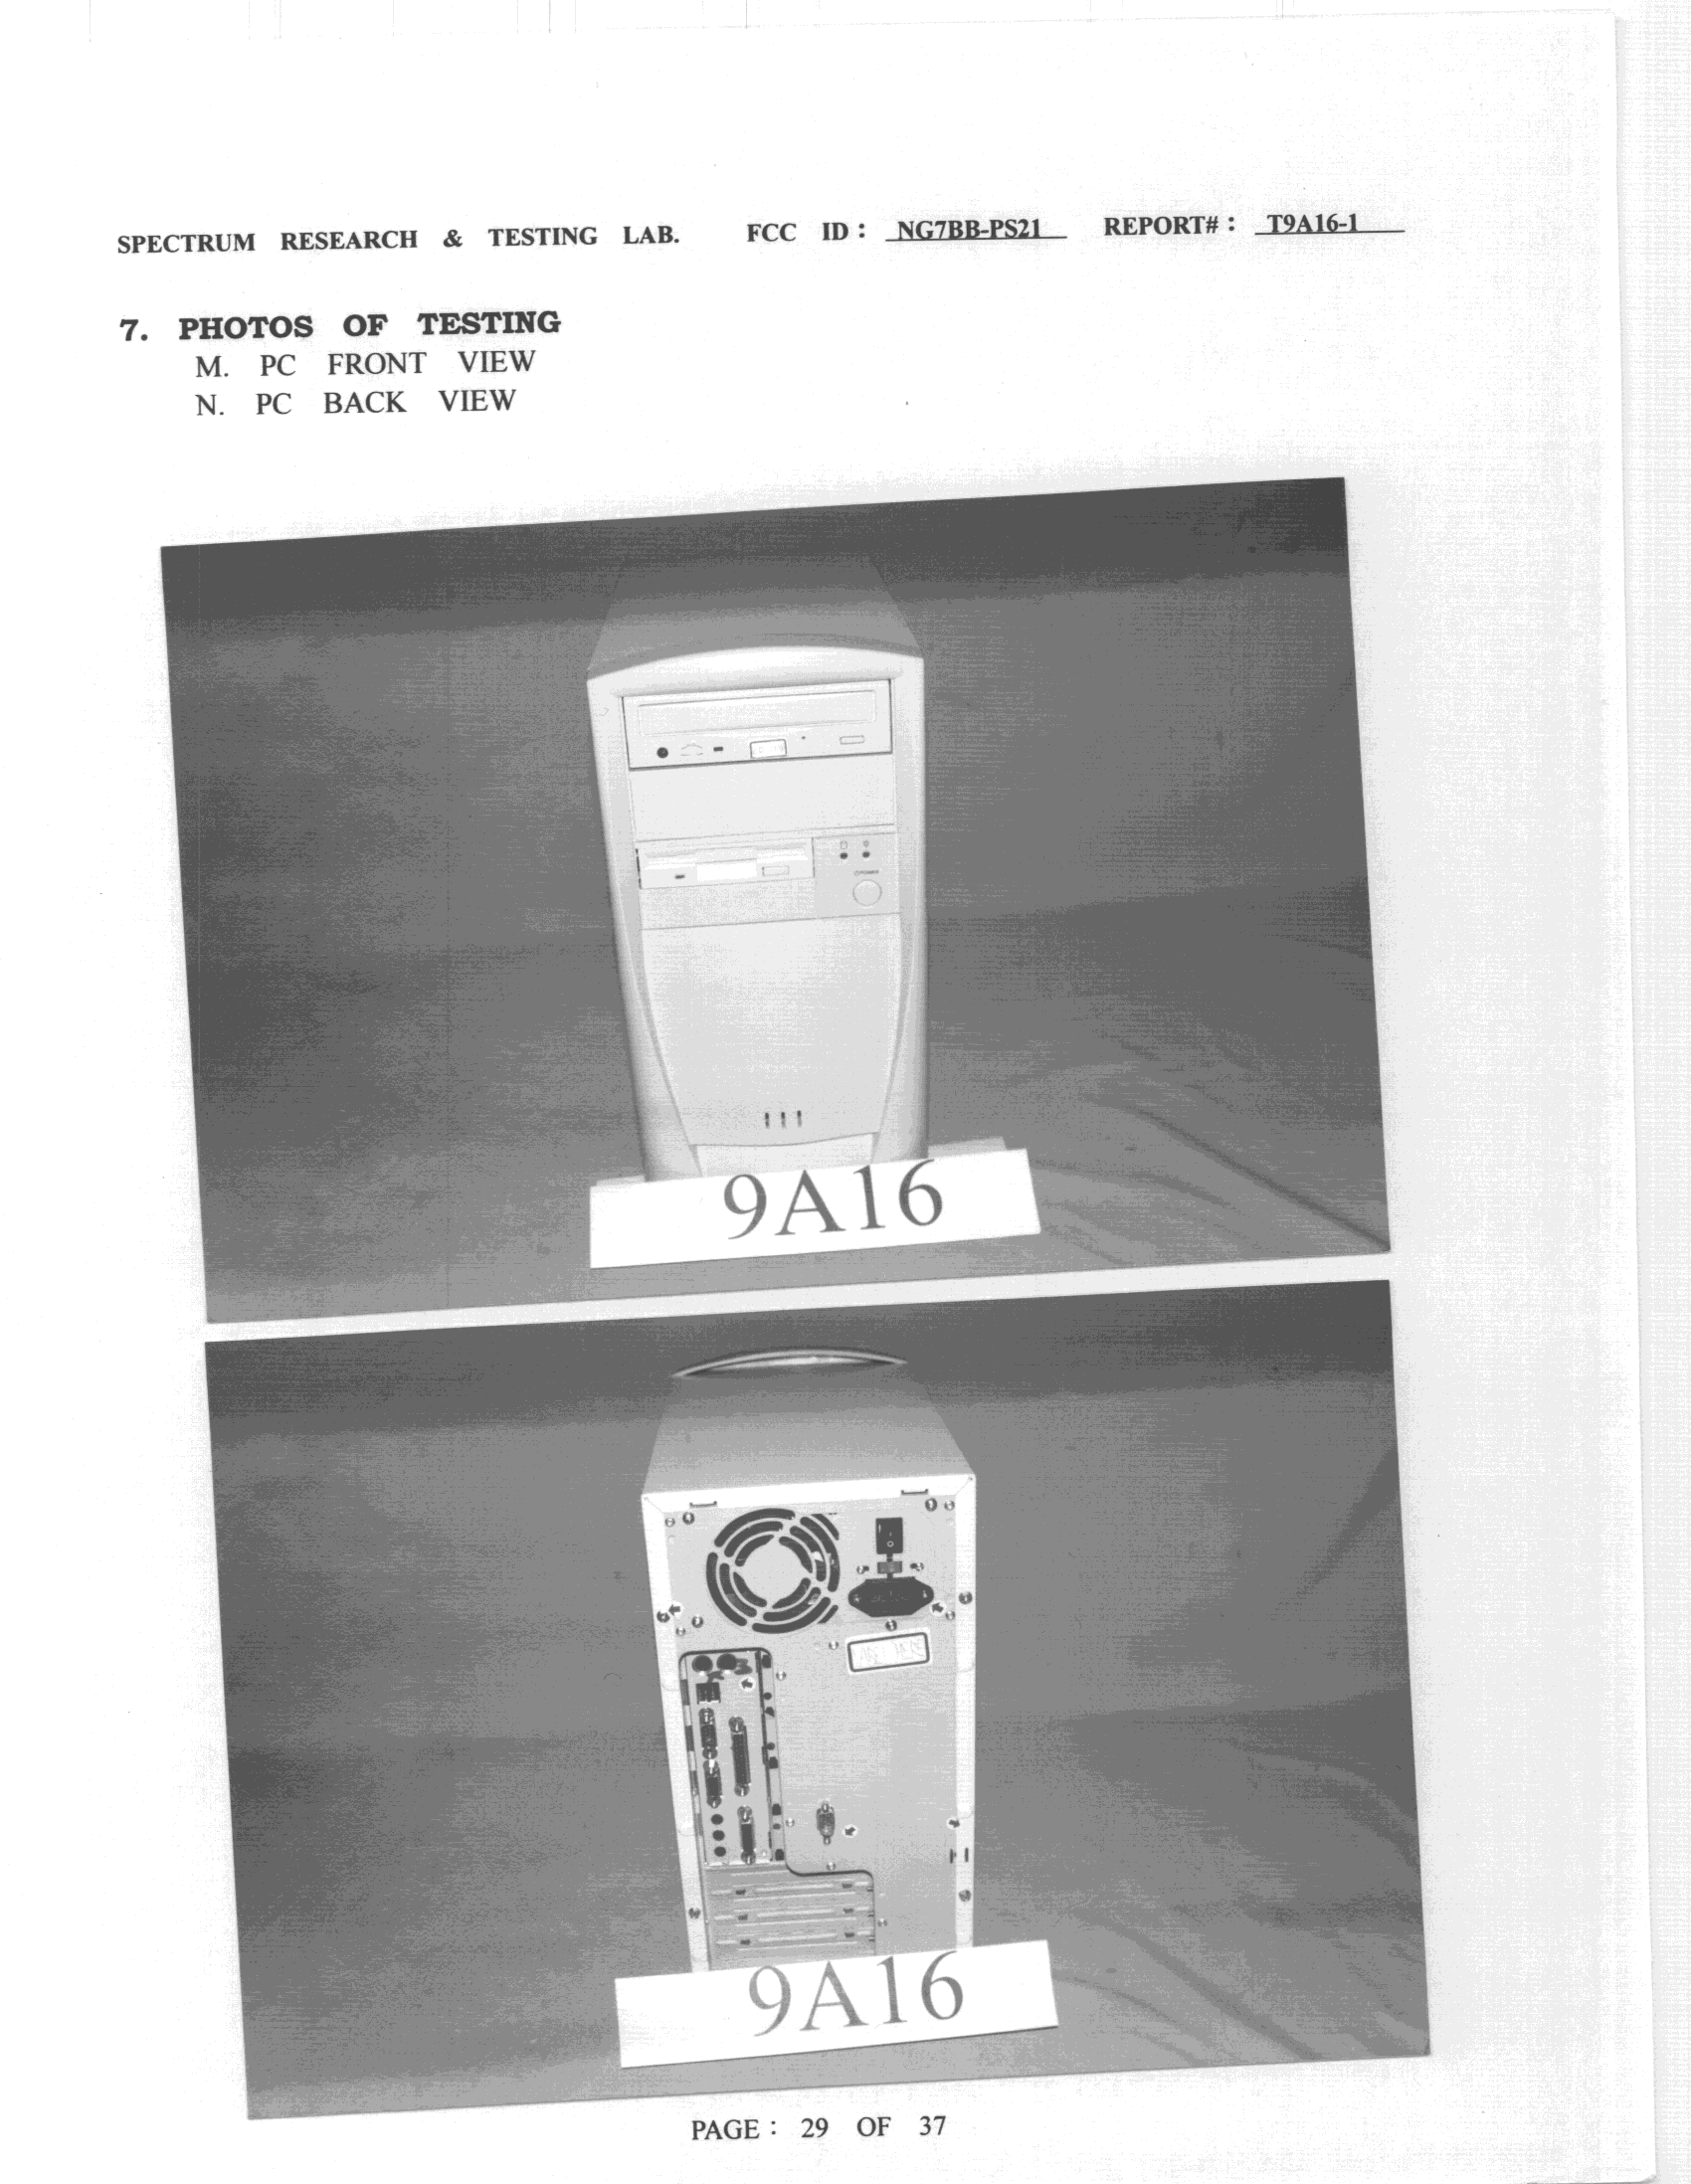 SPECTRUM RESEARCH & TESTING LAB. FCC ID : NG7BB-PS21 REPORT# : T9A16-1
7. PHOTOS OF TESTING
M. PC FRONT VIEW
N. PC BACK VIEW
POWER
9A16
9A16
PAGE : 29 OF 37